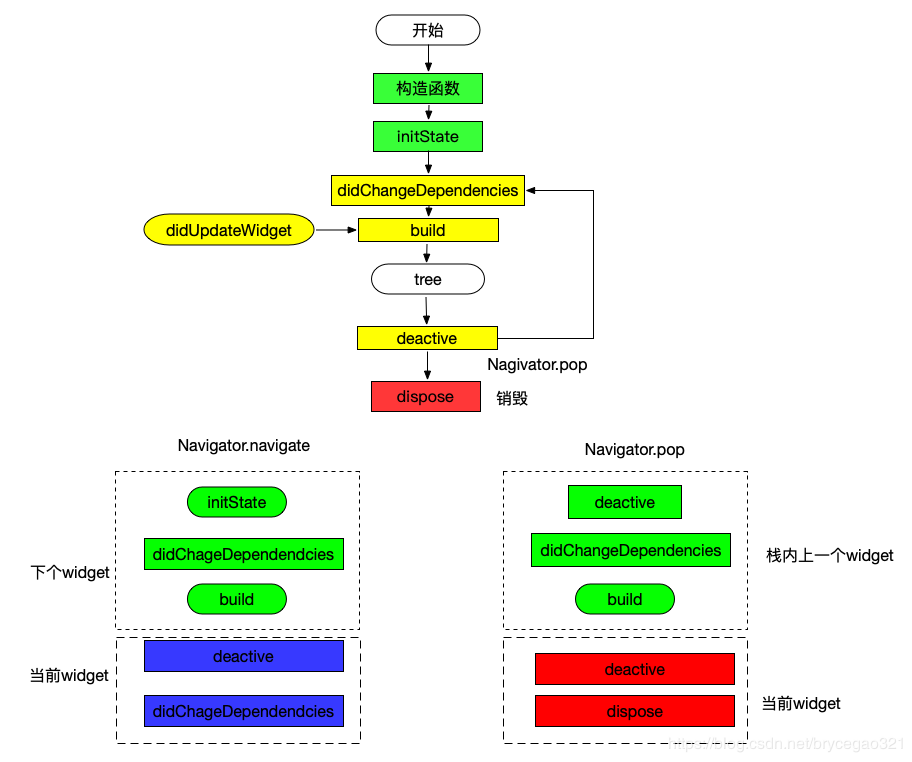 开始
构造函数
initState
didChangeDependencies
didUpdateWidget
build
tree
deactive
Nagivator.pop
dispose
销毁
Navigator.navigate
initState
didChageDependendcies
下个widget
build
当前widget
deactive
didChageDependendcies
Navigator.pop
deactive
didChangeDependencies
栈内上一个widget
build
deactive
当前widget
dispose
https://blog.csdn.net/brycegao321